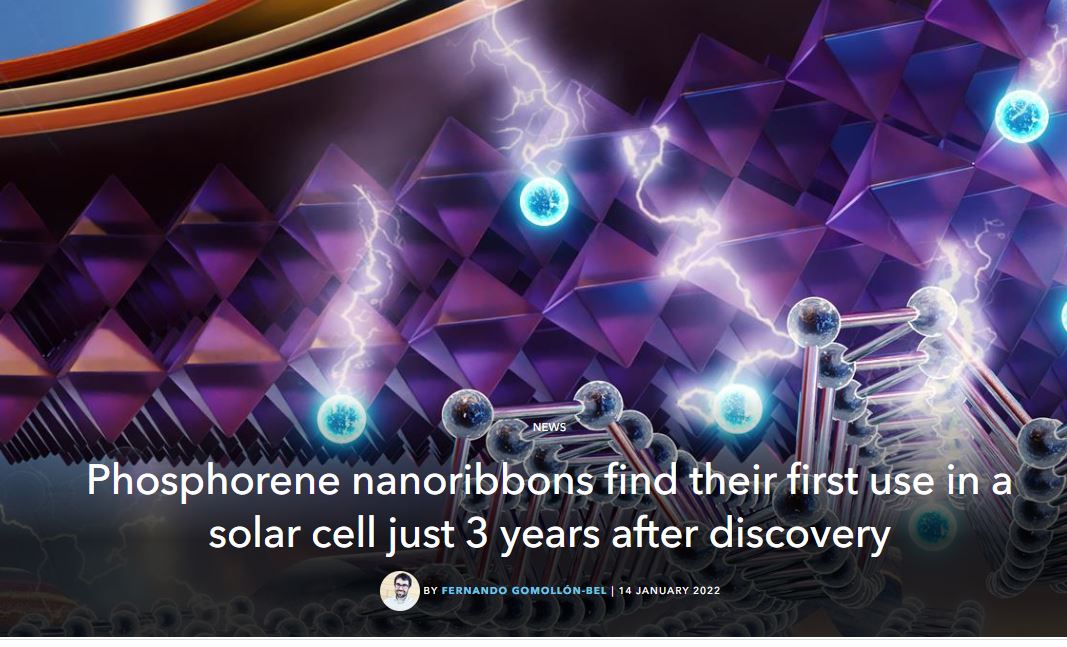 NEWS
Phosphorene nanoribbons find their first use in a
solar cell just 3 years after discovery
BY FERNANDO GOMOLLÓN-BEL | 14 JANUARY 2022